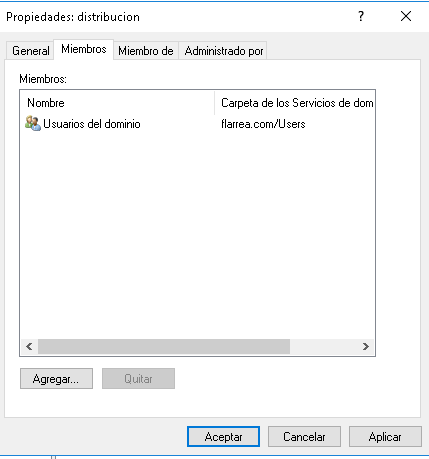 Propiedades: distribucion
General Miembros Miembro de Administrado por
Miembros:
Nombre Carpeta de los Servicios de dom
Usuarios del dominio flarrea.com/Users
Agregar... Quitar
Aceptar Cancelar Aplicar